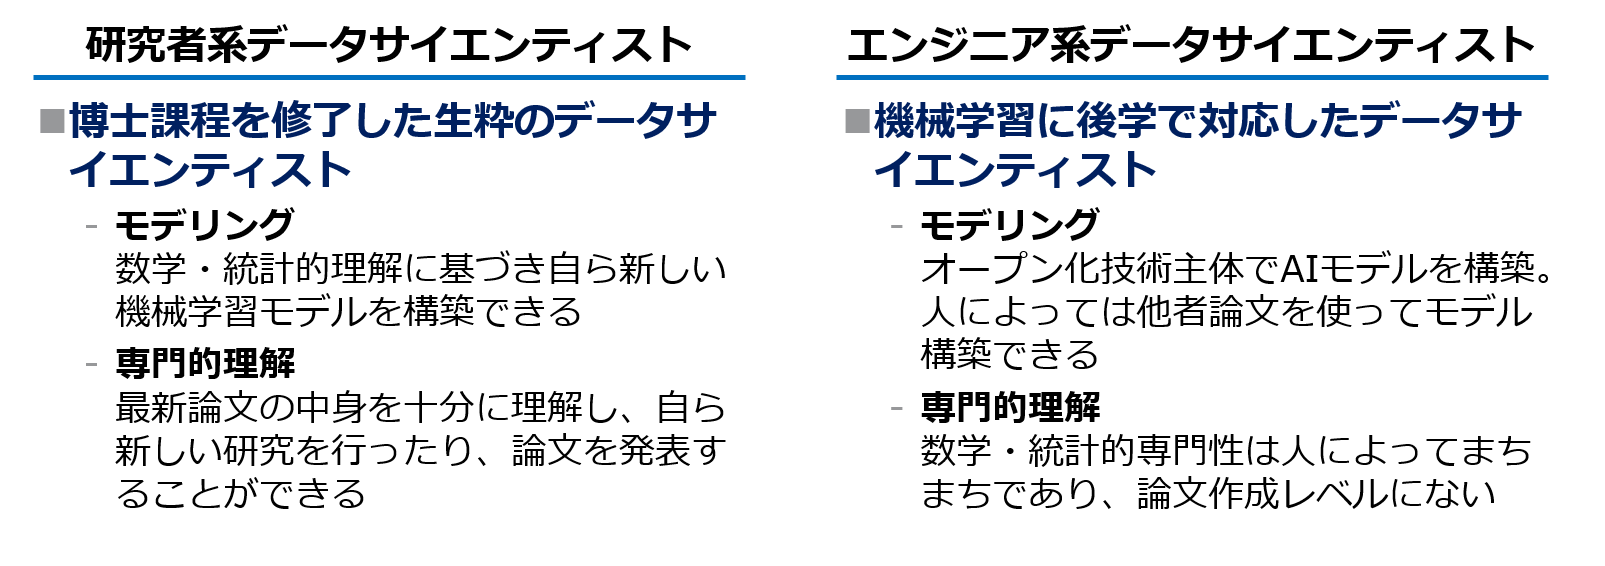 研究者系データサイエンティスト
■博士課程を修了した生粋のデータサ
イエンティスト
- モデリング
数学・統計的理解に基づき自ら新しい
機械学習モデルを構築できる
- 専門的理解
最新論文の中身を十分に理解し、自ら
新しい研究を行ったり、論文を発表す
ることができる
エンジニア系データサイエンティスト
■機械学習に後学で対応したデータサ
イエンティスト
- モデリング
オープン化技術主体でAIモデルを構築。
人によっては他者論文を使ってモデル
構築できる
- 専門的理解
数学・統計的専門性は人によってまち
まちであり、論文作成レベルにない